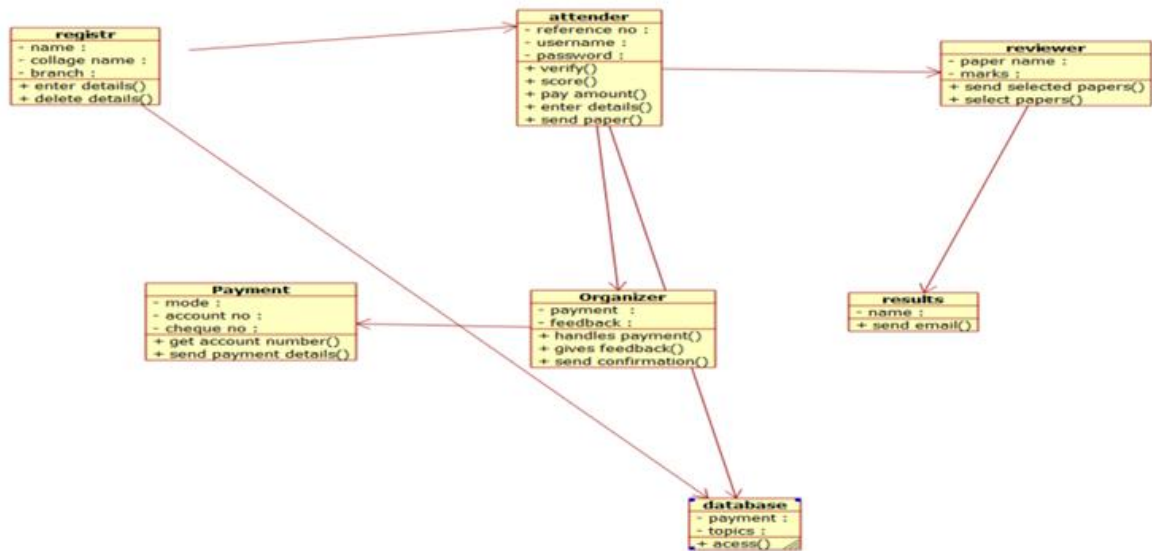 registr
- name :
- collage name :
- branch :
+ enter details()
+ delete details()
attender
- reference no :
- username :
- password :
+ verify()
+ score()
+ pay amount()
+ enter details()
+ send paper()
reviewer
- paper name :
- marks :
+ send selected papers()
+ select papers()
Payment
- mode :
- account no :
- cheque no :
+ get account number()
+ send payment details()
Organizer
- payment :
- feedback :
+ handles payment()
+ gives feedback()
+ send confirmation()
results
- name :
+ send email()
database
- payment :
- topics :
+ acess()